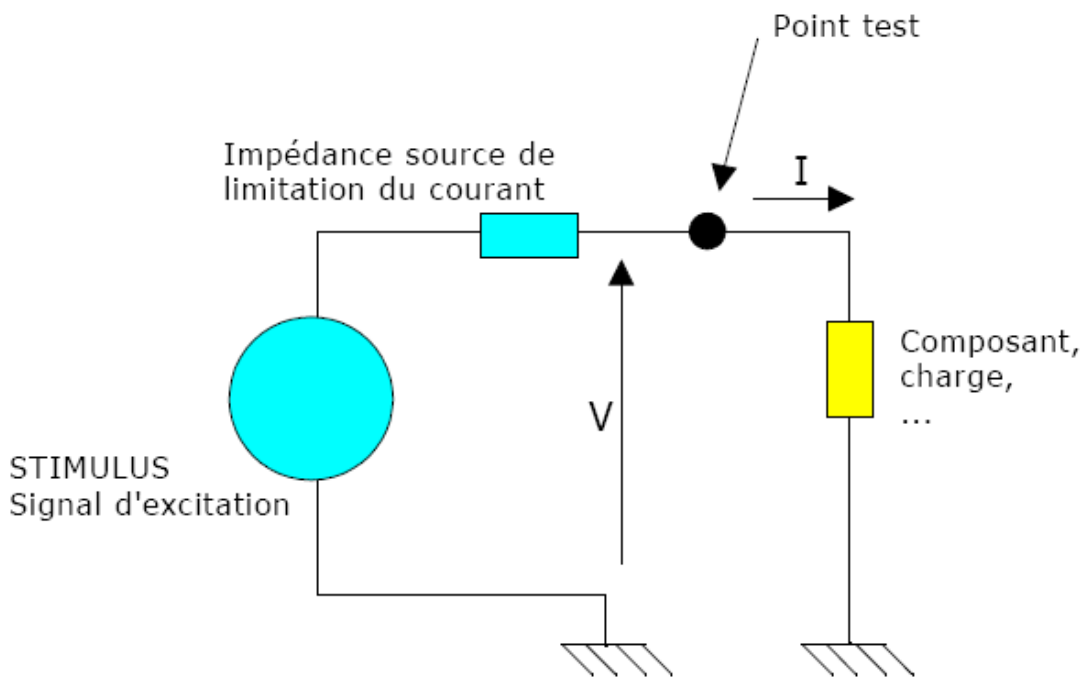 Point test
Impédance source de
limitation du courant
I
Composant,
charge,
...
V
STIMULUS
Signal d'excitation